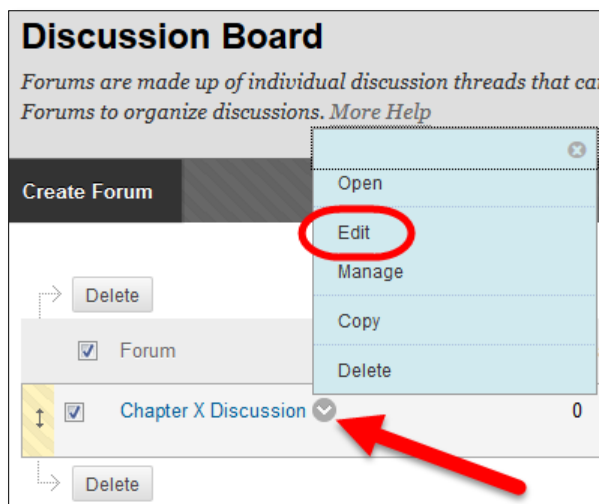 Discussion Board
Forums are made up of individual discussion threads that ca
Forums to organize discussions. More Help
Create Forum
Open
Edit
Manage
Copy
Delete
Delete
Forum
Chapter X Discussion
0
Delete